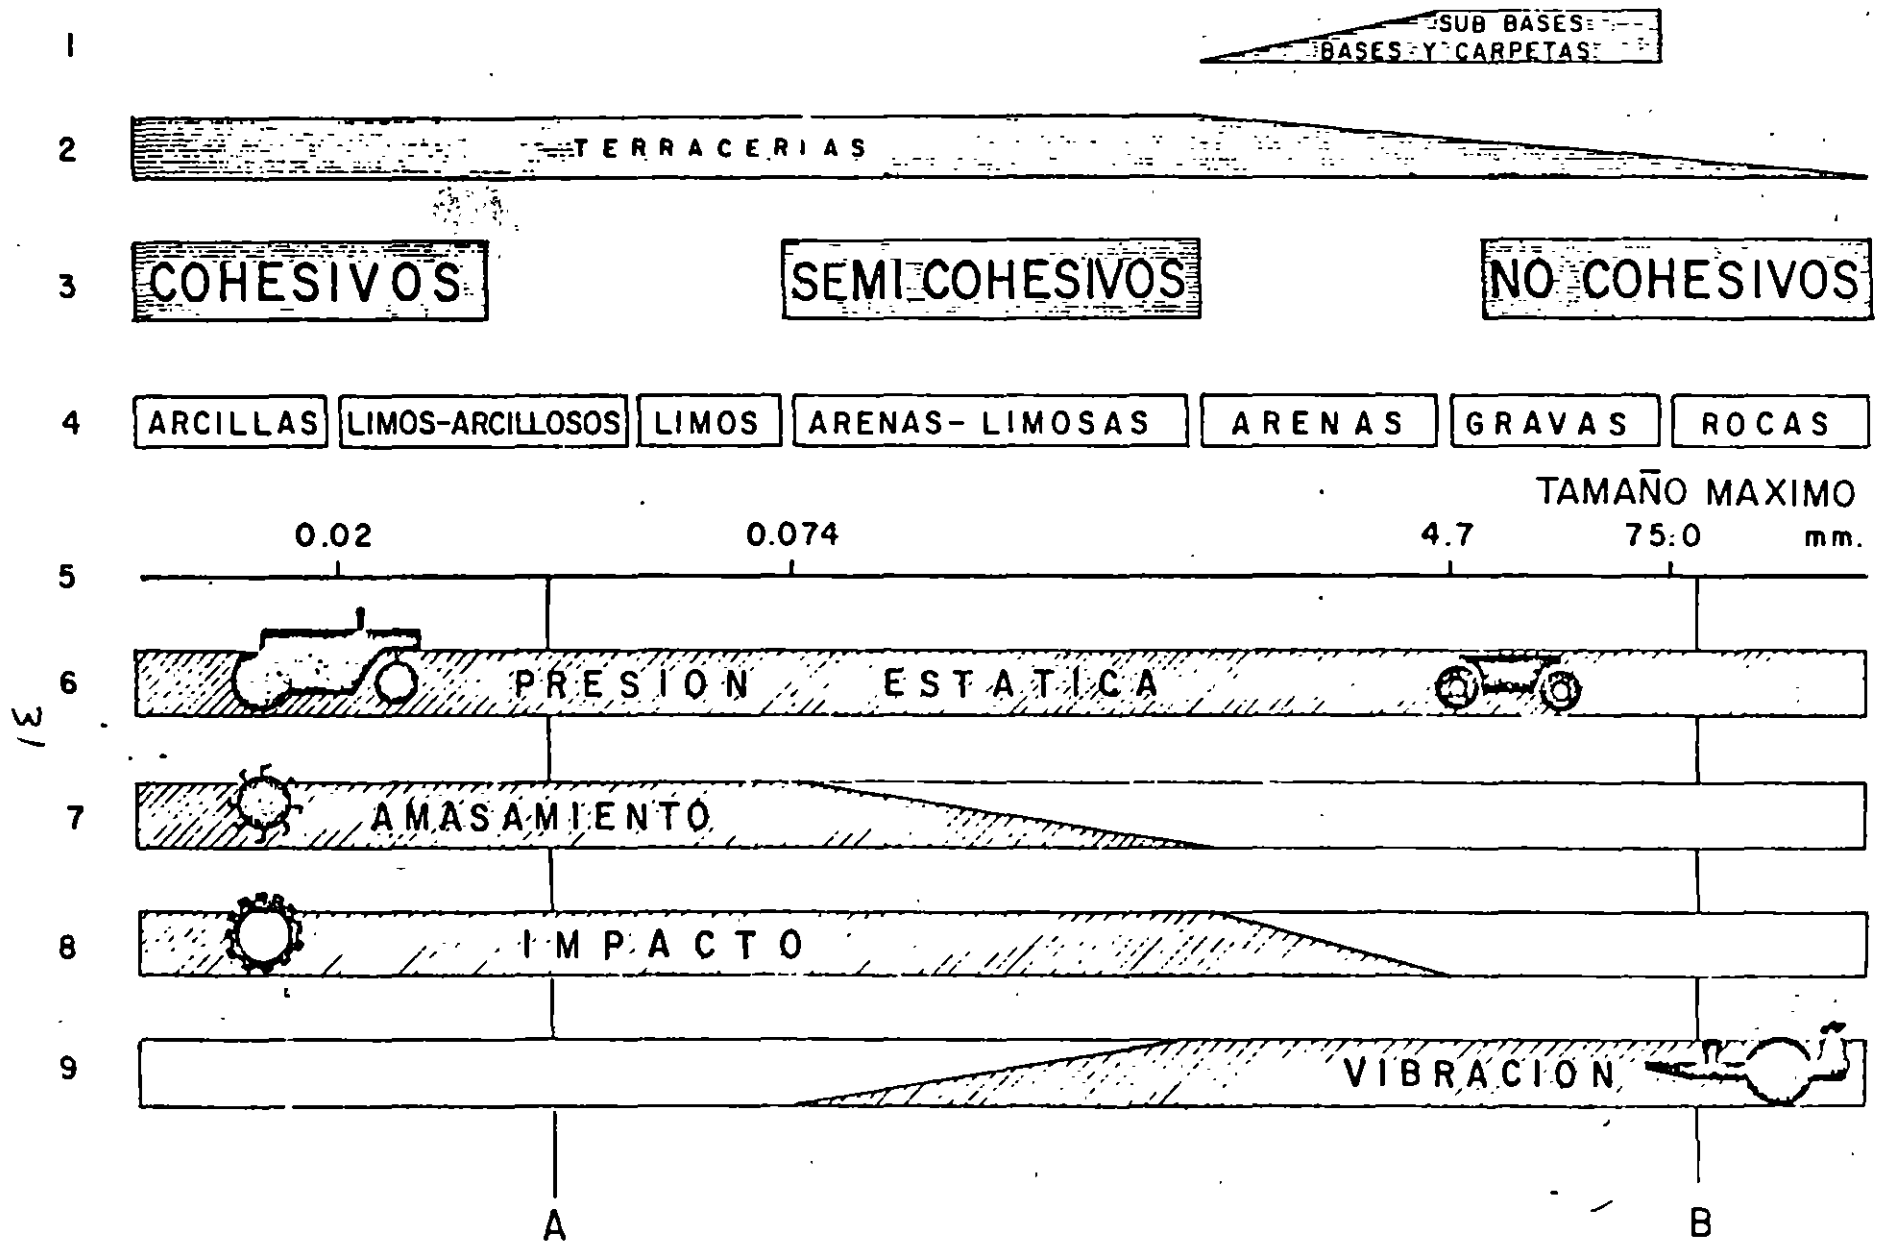 1 SUB BASES
BASES Y CARPETAS
2 TERRACERIAS
3 COHESIVOS SEMI COHESIVOS NO COHESIVOS
4 ARCILLAS LIMOS-ARCILLOSOS LIMOS ARENAS-LIMOSAS ARENAS GRAVAS ROCAS
TAMAÑO MAXIMO
0.02 0.074 4.7 75.0 mm.
5
6 PRESION ESTATICA
31
7 AMASAMIENTO
8 IMPACTO
9 VIBRACION
A B